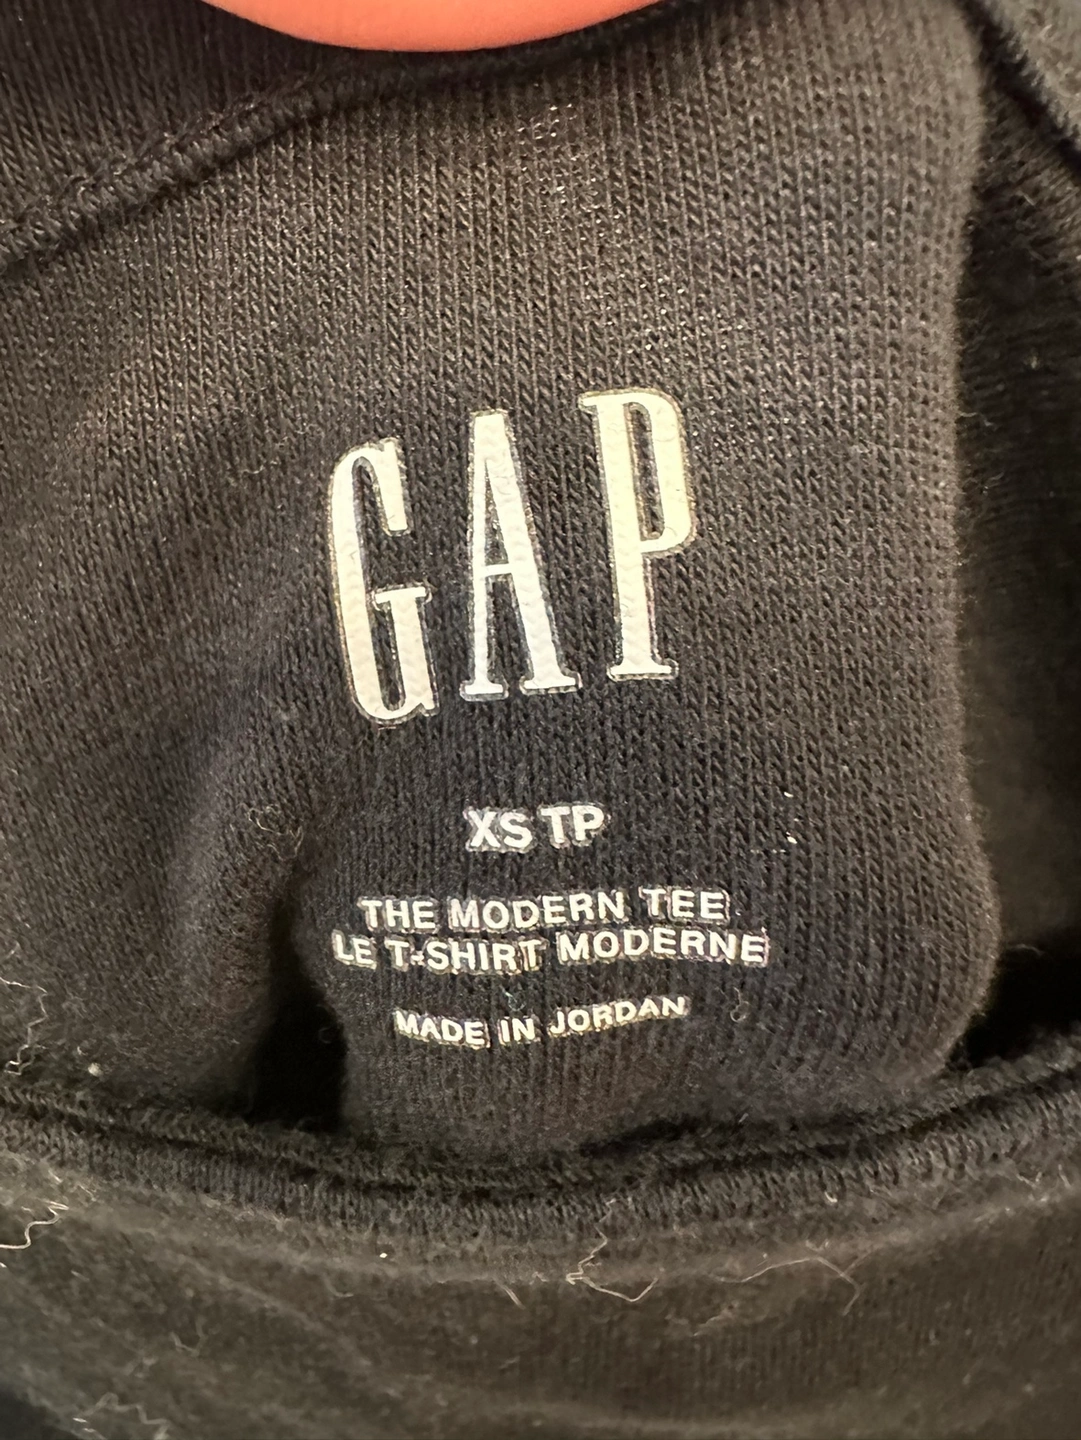 GAP
XS TP
THE MODERN TEE
LE T-SHIRT MODERNE
MADE IN JORDAN